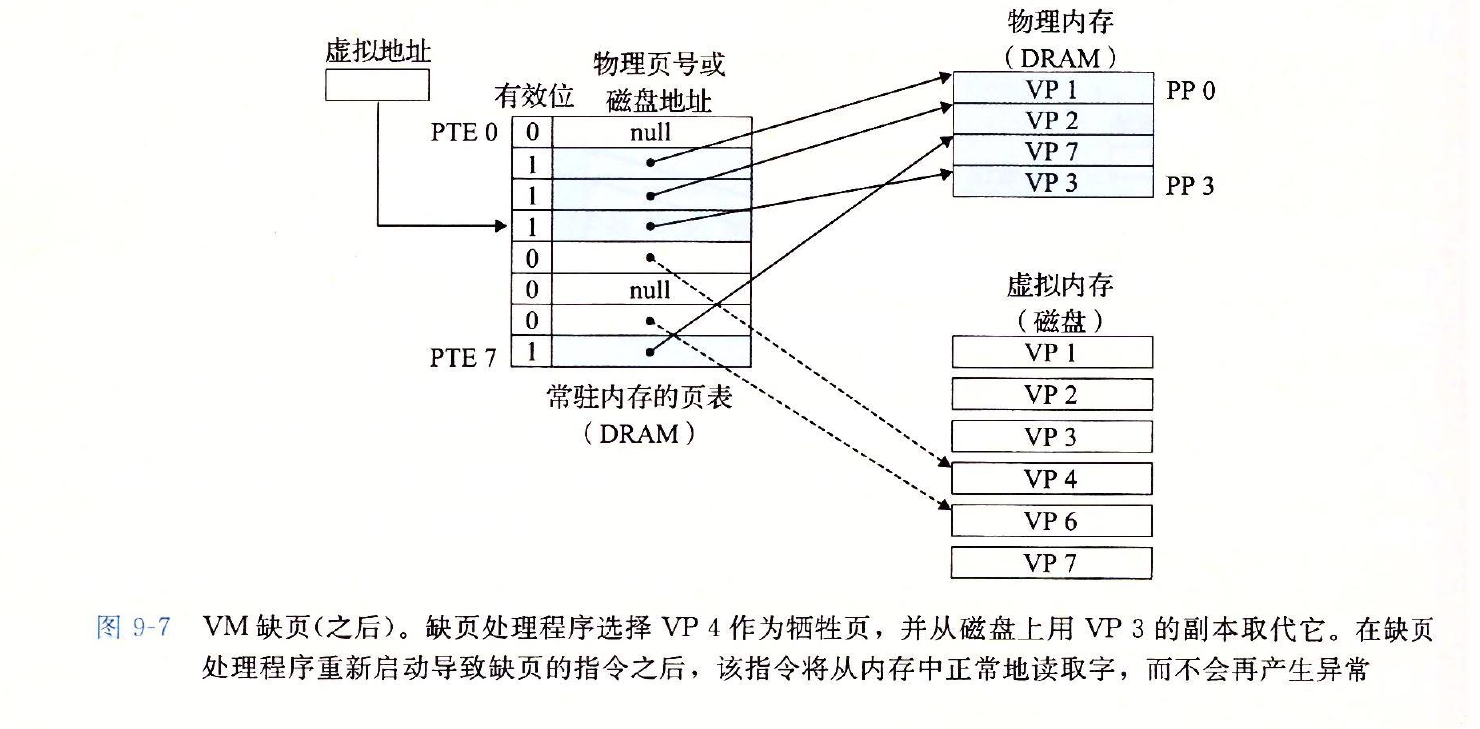 虚拟地址
有效位
物理页号或
磁盘地址
PTE 0
0
null
1
1
1
0
0
null
0
PTE 7
1
常驻内存的页表
（DRAM）
物理内存
（DRAM）
VP 1
PP 0
VP 2
VP 7
VP 3
PP 3
虚拟内存
（磁盘）
VP 1
VP 2
VP 3
VP 4
VP 6
VP 7
图 9-7 VM 缺页(之后)。缺页处理程序选择 VP 4 作为牺牲页，并从磁盘上用 VP 3 的副本取代它。在缺页
处理程序重新启动导致缺页的指令之后，该指令将从内存中正常地读取字，而不会再产生异常